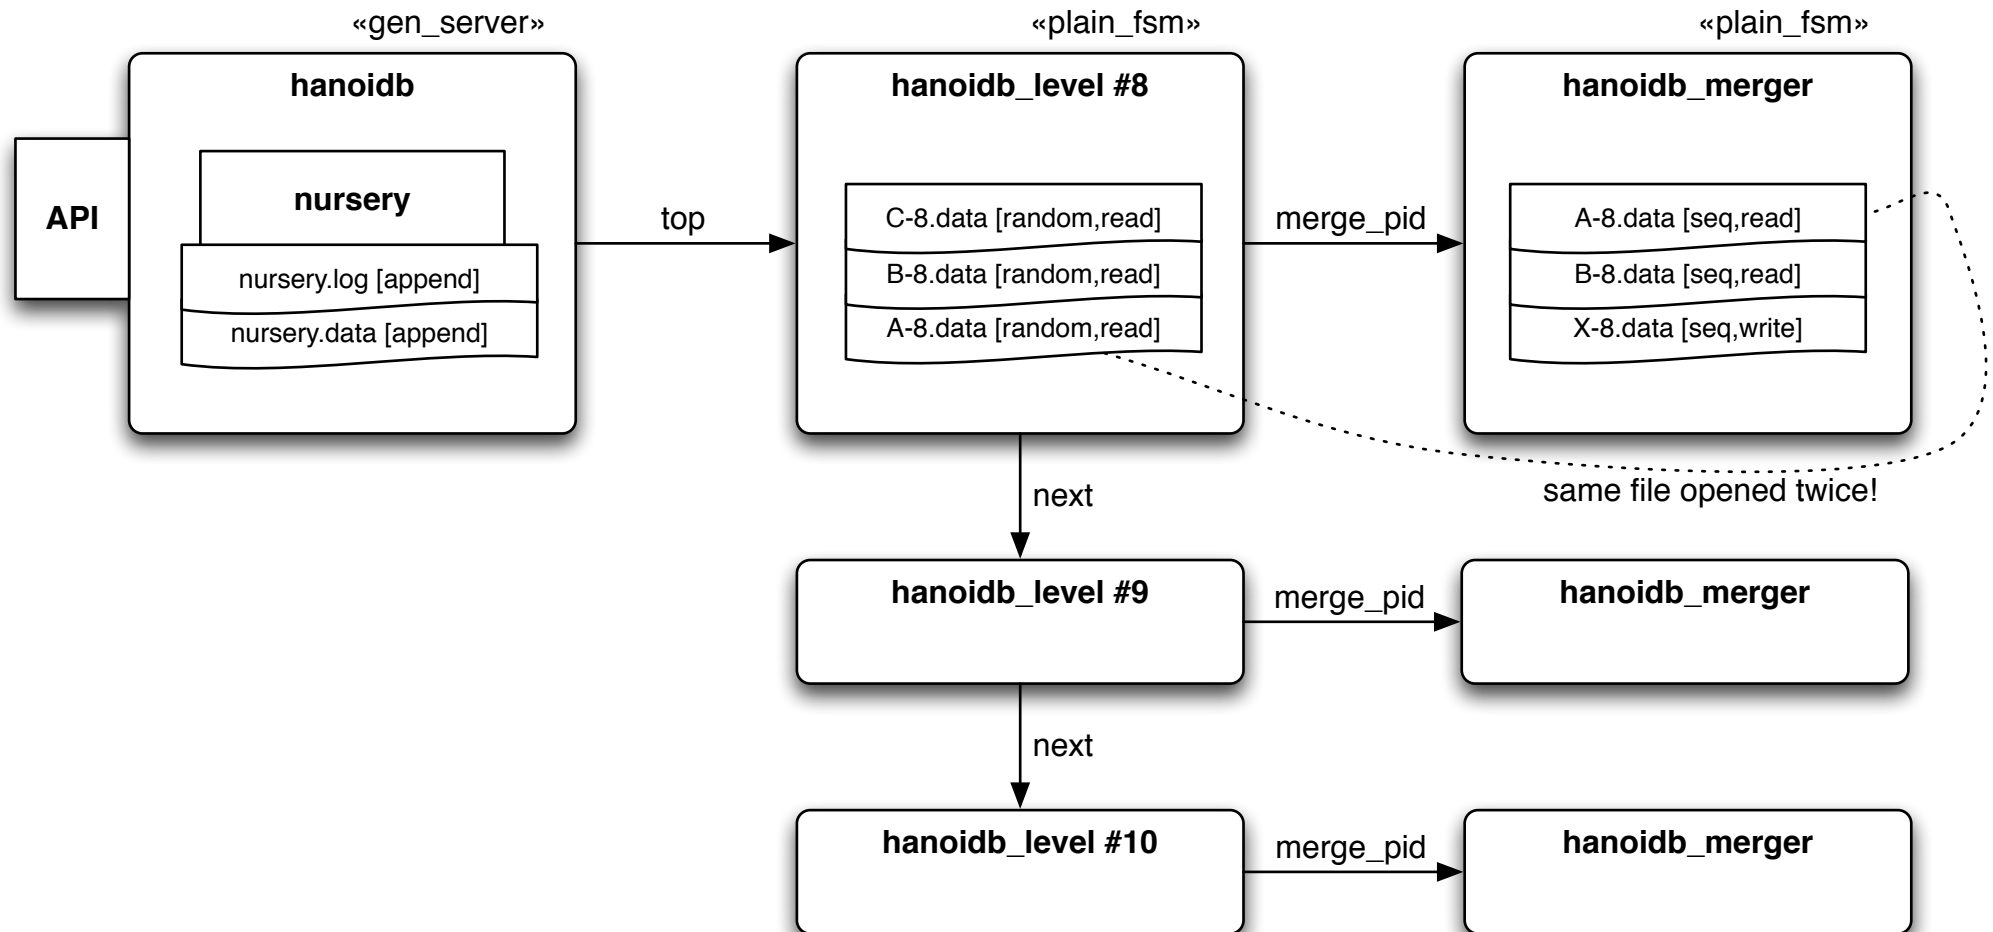 «gen_server»
«plain_fsm»
«plain_fsm»
hanoidb
hanoidb_level #8
hanoidb_merger
API
nursery
nursery.log [append]
nursery.data [append]
top
C-8.data [random,read]
B-8.data [random,read]
A-8.data [random,read]
merge_pid
A-8.data [seq,read]
B-8.data [seq,read]
X-8.data [seq,write]
same file opened twice!
next
hanoidb_level #9
merge_pid
hanoidb_merger
next
hanoidb_level #10
merge_pid
hanoidb_merger